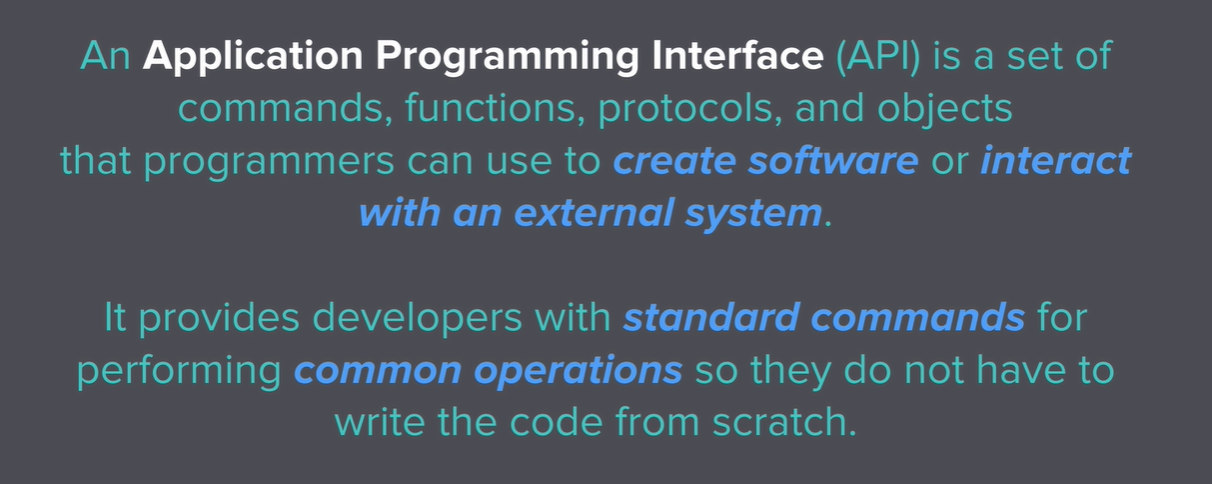 An Application Programming Interface (API) is a set of
commands, functions, protocols, and objects
that programmers can use to create software or interact
with an external system.
It provides developers with standard commands for
performing common operations so they do not have to
write the code from scratch.